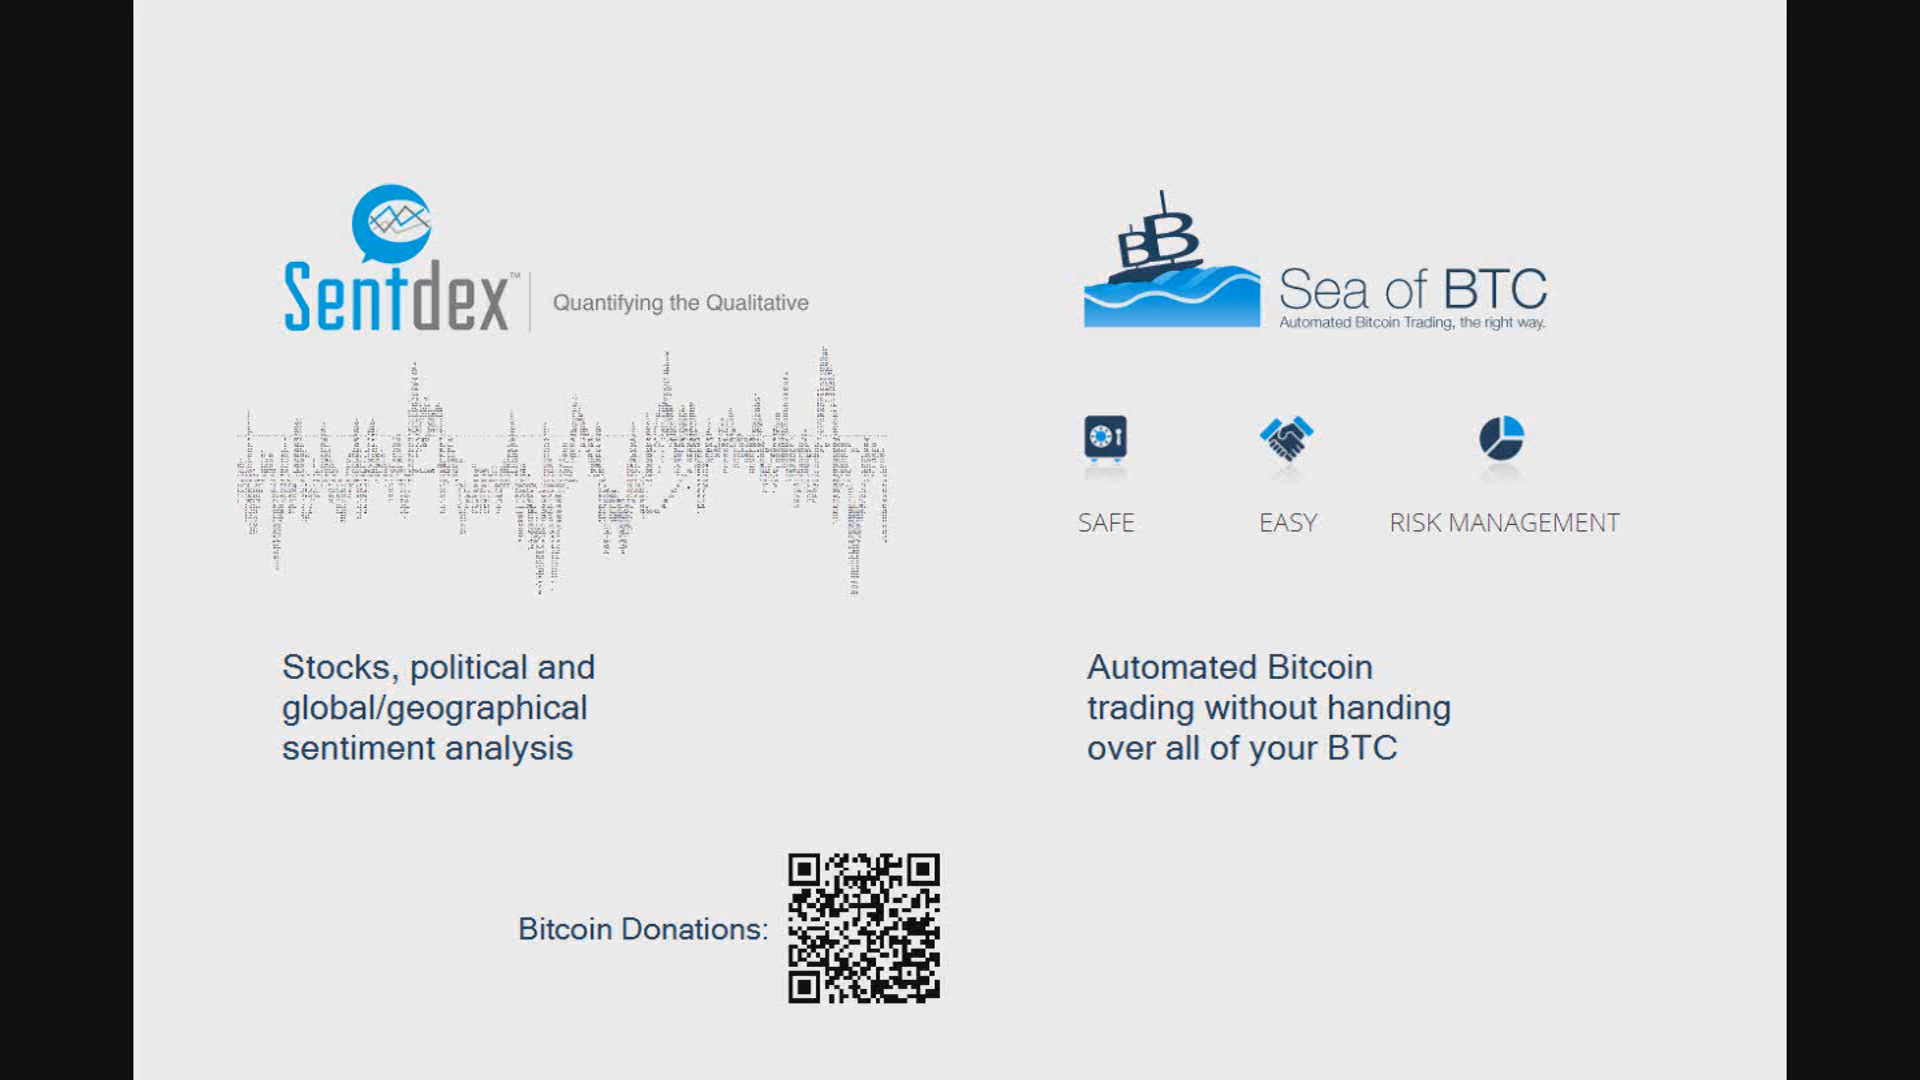 Sentdex™
Quantifying the Qualitative
Stocks, political and
global/geographical
sentiment analysis
BB
Sea of BTC
Automated Bitcoin Trading, the right way.
SAFE
EASY
RISK MANAGEMENT
Automated Bitcoin
trading without handing
over all of your BTC
Bitcoin Donations: